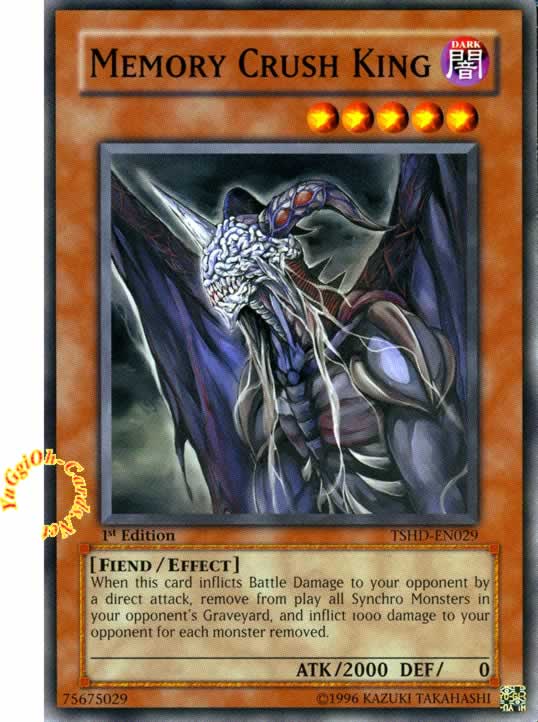 MEMORY CRUSH KING
DARK
闇
YuGgiOh-Cards.Net
1st Edition
TSHD-EN029
[FIEND/EFFECT]
When this card inflicts Battle Damage to your opponent by
a direct attack, remove from play all Synchro Monsters in
your opponent's Graveyard, and inflict 1000 damage to your
opponent for each monster removed.
ATK/2000 DEF/ 0
75675029
©1996 KAZUKI TAKAHASHI